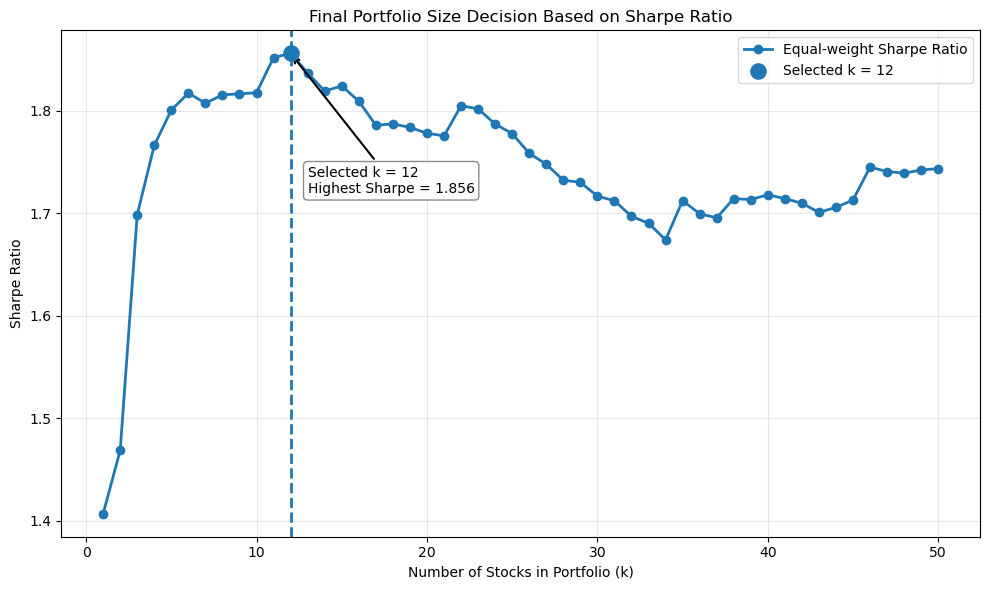 Final Portfolio Size Decision Based on Sharpe Ratio
Equal-weight Sharpe Ratio
Selected k = 12
Selected k = 12
Highest Sharpe = 1.856
Sharpe Ratio
1.8
1.7
1.6
1.5
1.4
0
10
20
30
40
50
Number of Stocks in Portfolio (k)